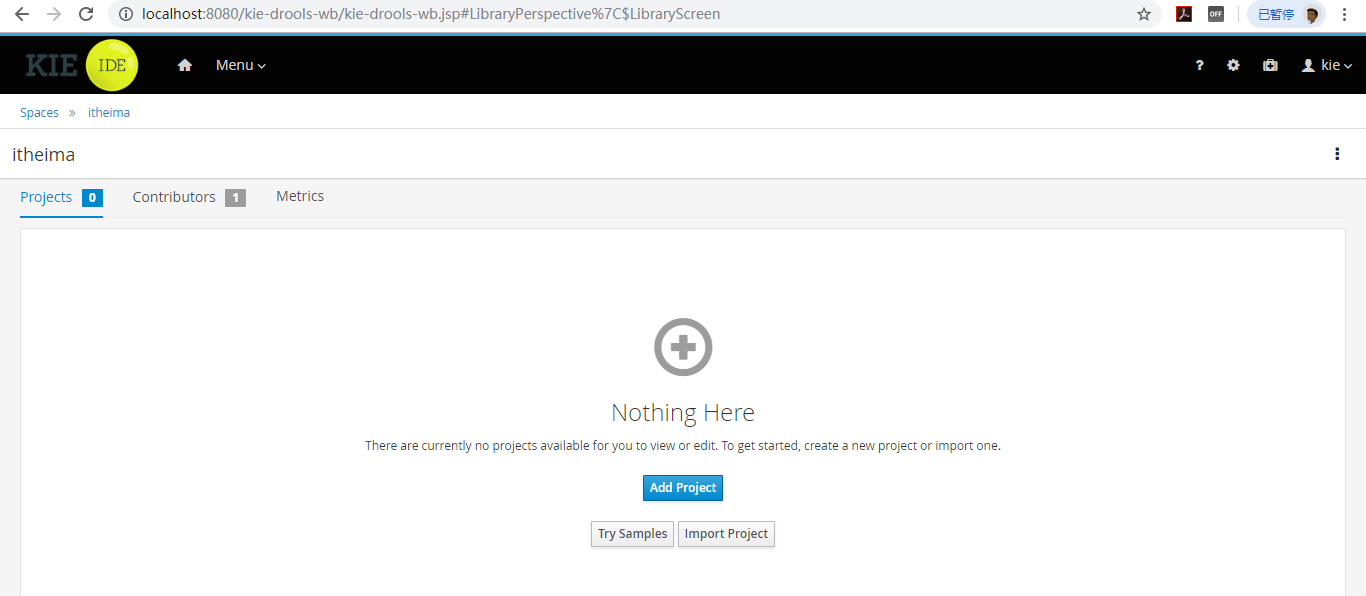 localhost:8080/kie-drools-wb/kie-drools-wb.jsp#LibraryPerspective%7C$LibraryScreen
OFF
已暂停
KIE IDE
Menu
?
kie
Spaces » itheima
itheima
Projects 0 Contributors 1 Metrics
Nothing Here
There are currently no projects available for you to view or edit. To get started, create a new project or import one.
Add Project
Try Samples Import Project